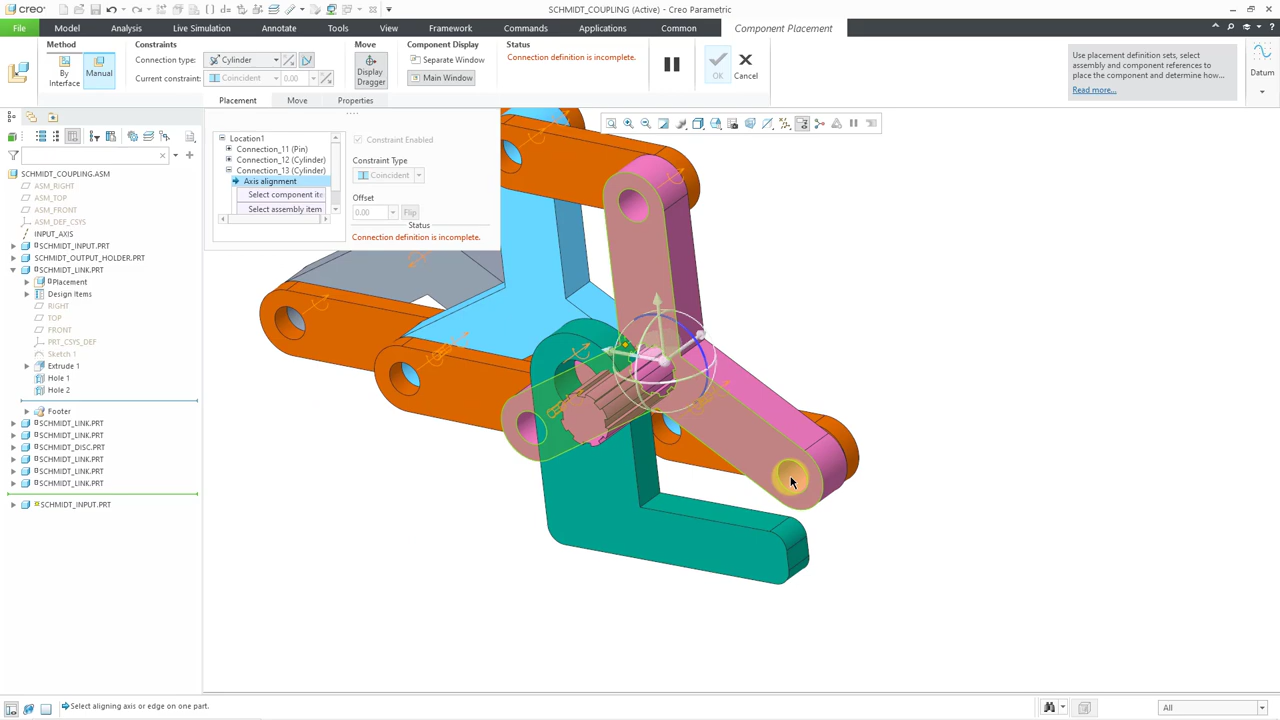 creo
SCHMIDT_COUPLING (Active) - Creo Parametric
File Model Analysis Live Simulation Annotate Tools View Framework Commands Applications Common Component Placement
Method Constraints Move Component Display Status
Connection type: Cylinder
Current constraint: Coincident 0.00
By Interface
Manual
Display Dragger
Separate Window
Main Window
Connection definition is incomplete.
OK Cancel
Use placement definition sets, select
assembly and component references to
place the component and determine how...
Read more...
Datum
Placement Move Properties
Location1
Connection_11 (Pin)
Connection_12 (Cylinder)
Connection_13 (Cylinder)
Axis alignment
Select component ite
Select assembly item
Constraint Enabled
Constraint Type
Coincident
Offset
0.00 Flip
Status
Connection definition is incomplete.
SCHMIDT_COUPLING.ASM
ASM_RIGHT
ASM_TOP
ASM_FRONT
ASM_DEF_CSYS
INPUT_AXIS
SCHMIDT_INPUT.PRT
SCHMIDT_OUTPUT_HOLDER.PRT
SCHMIDT_LINK.PRT
Placement
Design Items
RIGHT
TOP
FRONT
PRT_CSYS_DEF
Sketch 1
Extrude 1
Hole 1
Hole 2
Footer
SCHMIDT_LINK.PRT
SCHMIDT_LINK.PRT
SCHMIDT_DISC.PRT
SCHMIDT_LINK.PRT
SCHMIDT_LINK.PRT
SCHMIDT_LINK.PRT
SCHMIDT_INPUT.PRT
Select aligning axis or edge on one part.
All